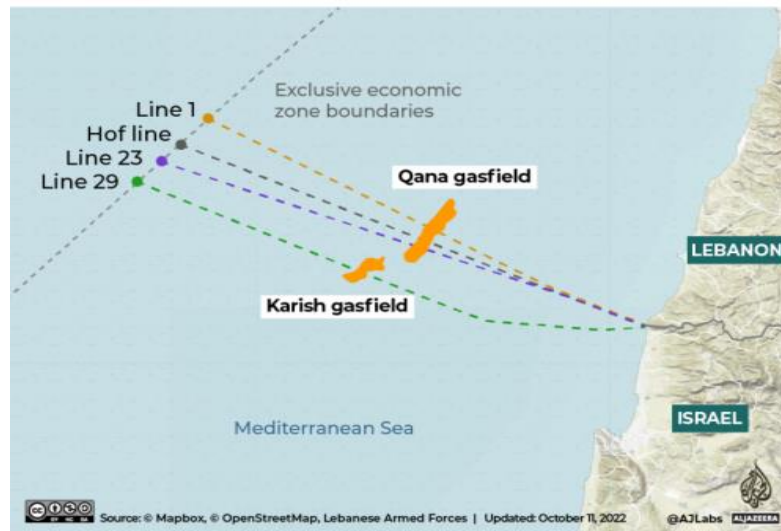 Exclusive economic
zone boundaries
Line 1
Hof line
Line 23
Line 29
Qana gasfield
LEBANON
Karish gasfield
ISRAEL
Mediterranean Sea
Source: © Mapbox, © OpenStreetMap, Lebanese Armed Forces | Updated: October 11, 2022
@AJLabs
ALJAZEERA